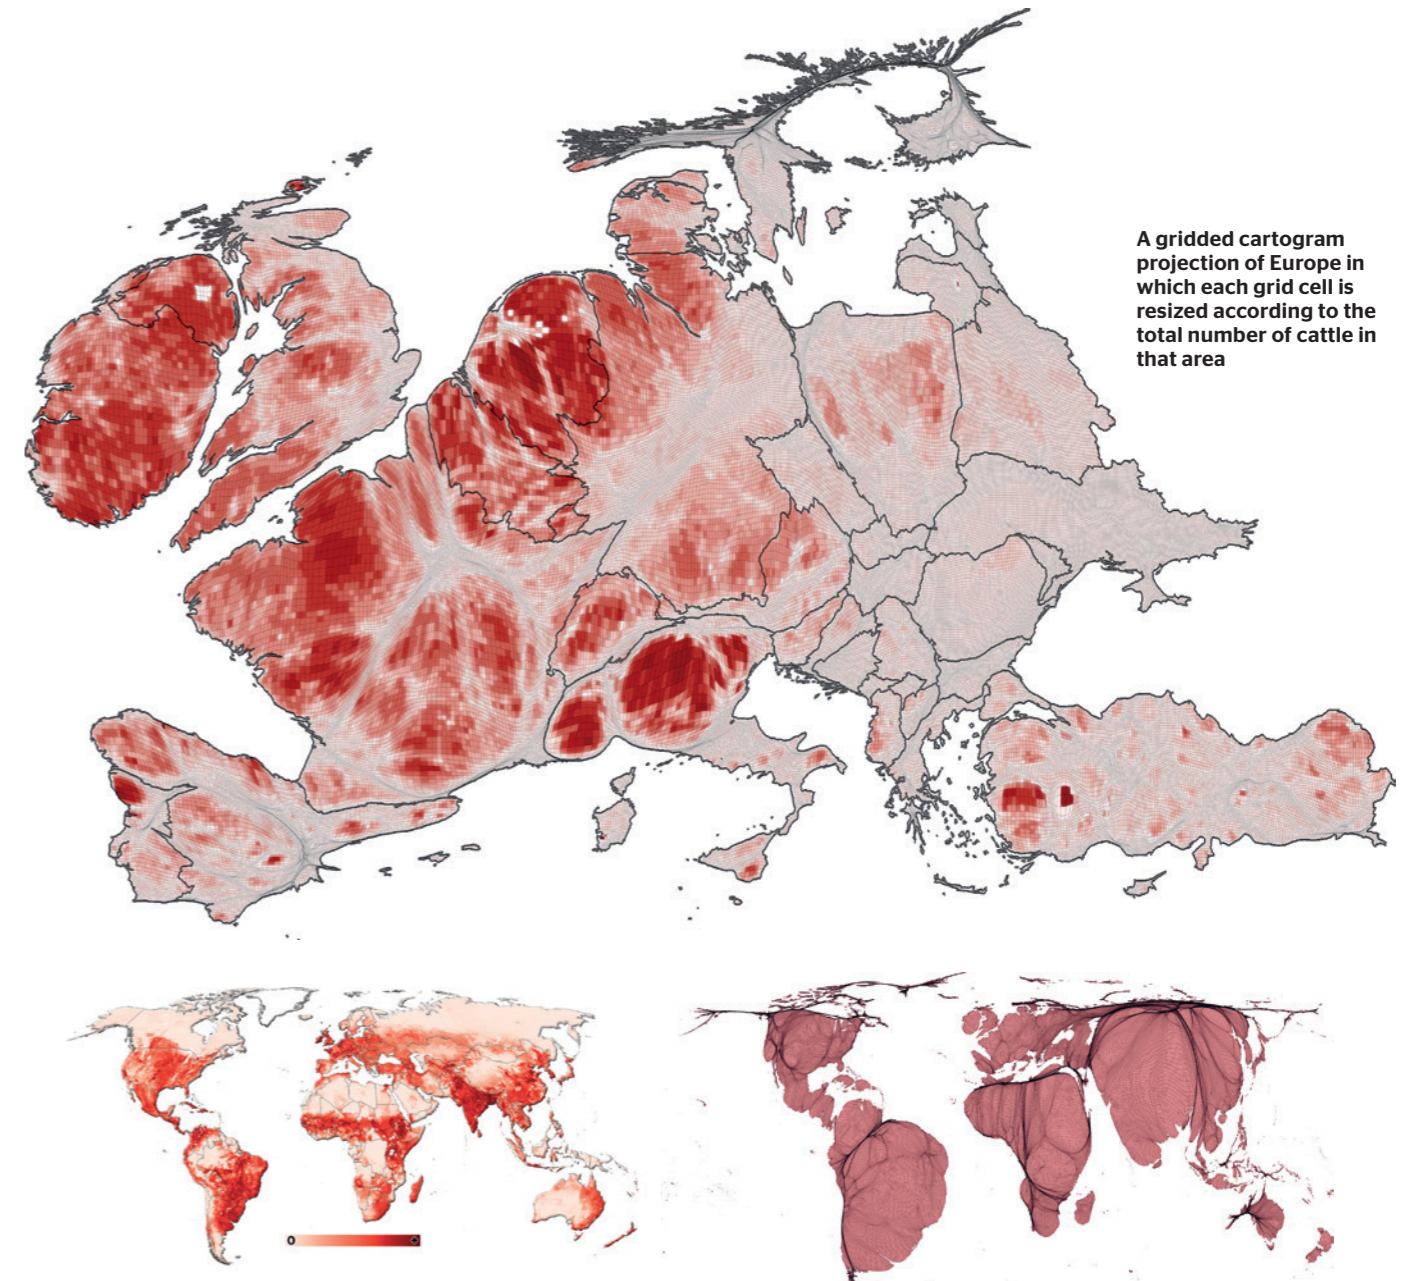 A gridded cartogram
projection of Europe in
which each grid cell is
resized according to the
total number of cattle in
that area
0 +